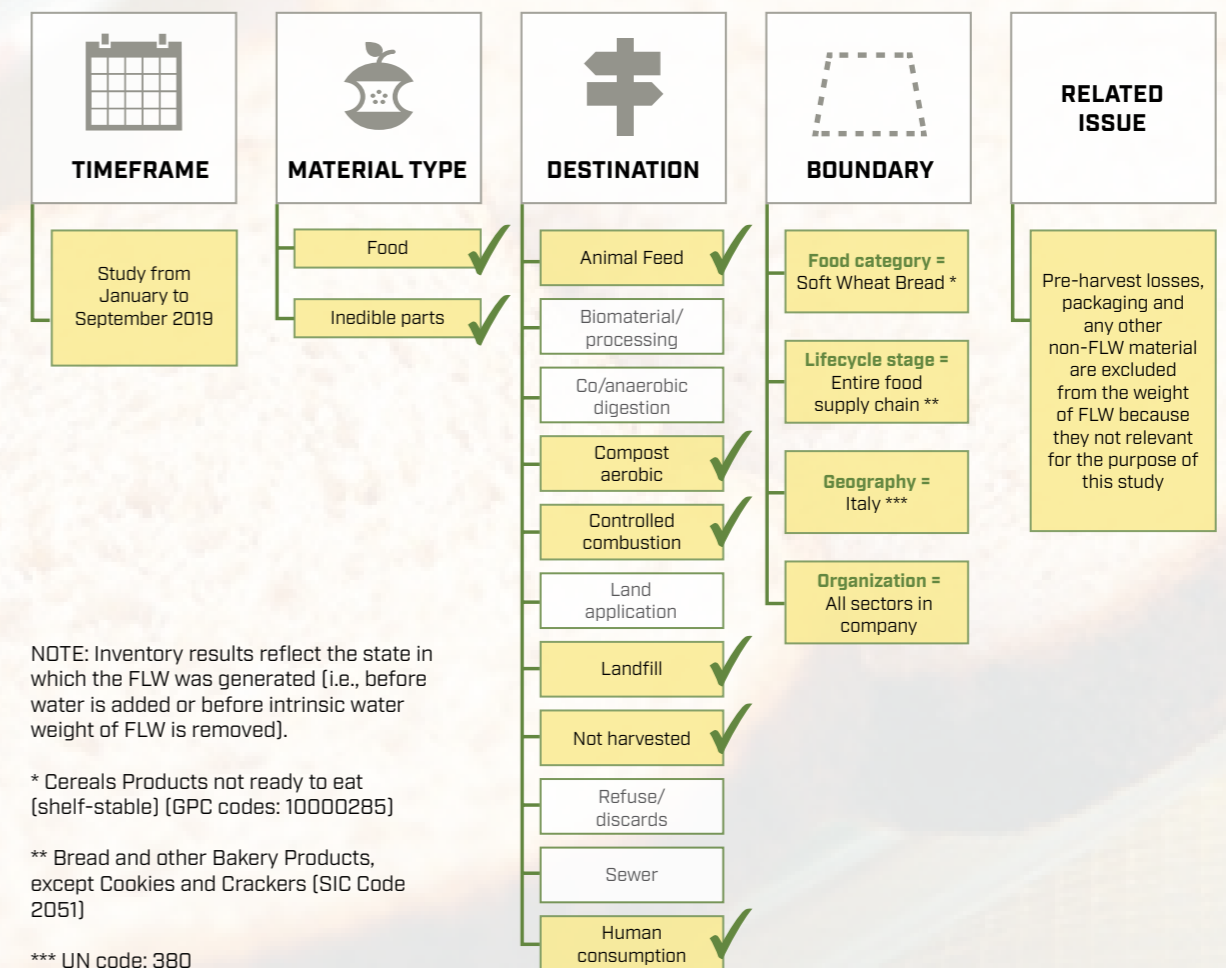 TIMEFRAME
Study from
January to
September 2019
MATERIAL TYPE
Food
Inedible parts
DESTINATION
Animal Feed
Biomaterial/
processing
Co/anaerobic
digestion
Compost
aerobic
Controlled
combustion
Land
application
Landfill
Not harvested
Refuse/
discards
Sewer
Human
consumption
BOUNDARY
Food category =
Soft Wheat Bread *
Lifecycle stage =
Entire food
supply chain **
Geography =
Italy ***
Organization =
All sectors in
company
RELATED
ISSUE
Pre-harvest losses,
packaging and
any other
non-FLW material
are excluded
from the weight
of FLW because
they not relevant
for the purpose of
this study
NOTE: Inventory results reflect the state in
which the FLW was generated (i.e., before
water is added or before intrinsic water
weight of FLW is removed).
* Cereals Products not ready to eat
(shelf-stable) (GPC codes: 10000285)
** Bread and other Bakery Products,
except Cookies and Crackers (SIC Code
2051)
*** UN code: 380